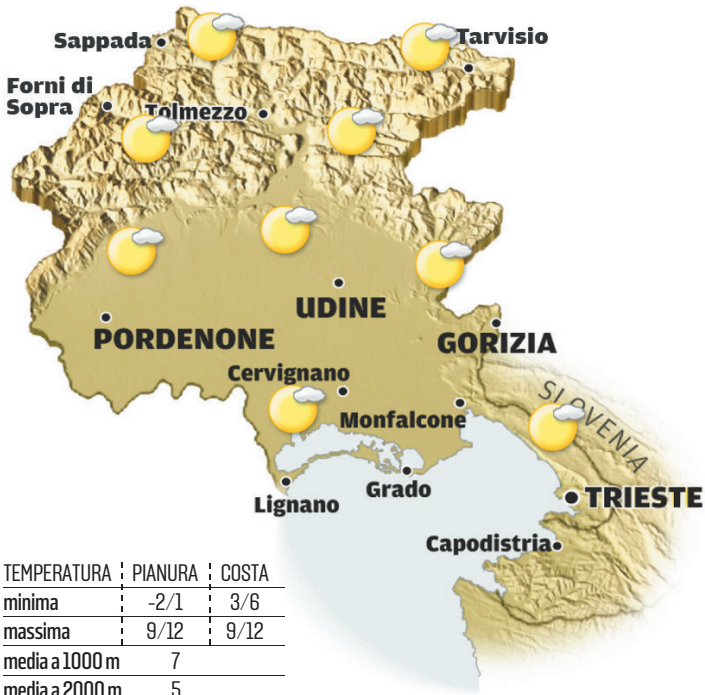 Sappada
Tarvisio
Forni di
Sopra
Tolmezzo
UDINE
PORDENONE
GORIZIA
Cervignano
SLOVENIA
Monfalcone
Grado
Lignano
TRIESTE
Capodistria
TEMPERATURA PIANURA COSTA
minima -2/1 3/6
massima 9/12 9/12
media a 1000 m 7
media a 2000 m 5